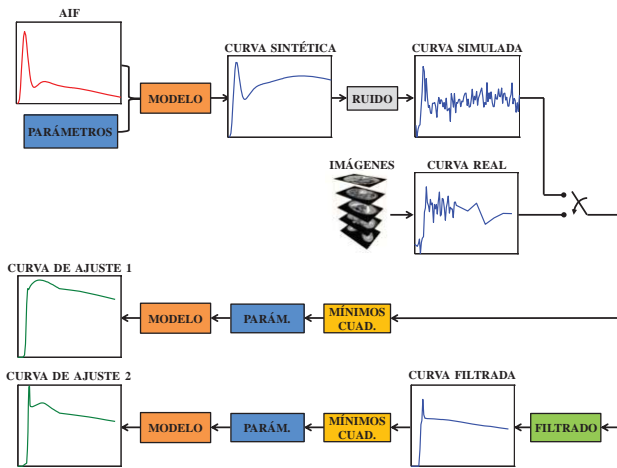 AIF
CURVA SINTÉTICA
CURVA SIMULADA
MODELO
RUIDO
PARÁMETROS
IMÁGENES
CURVA REAL
CURVA DE AJUSTE 1
MODELO
PARÁM.
MÍNIMOS
CUAD.
CURVA DE AJUSTE 2
CURVA FILTRADA
MODELO
PARÁM.
MÍNIMOS
CUAD.
FILTRADO